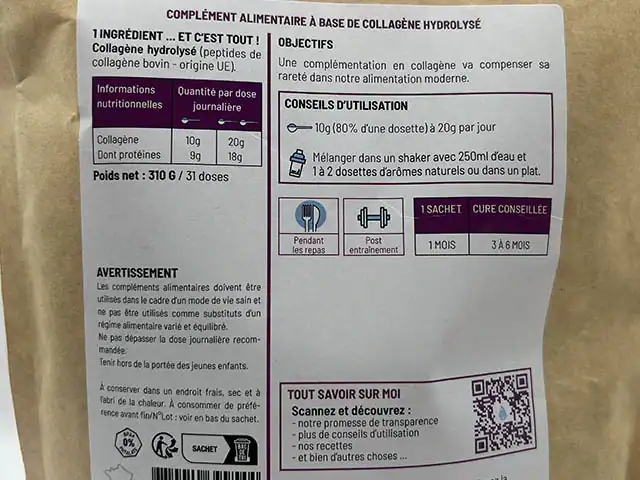 COMPLÉMENT ALIMENTAIRE À BASE DE COLLAGÈNE HYDROLYSÉ
1 INGRÉDIENT ... ET C'EST TOUT !
Collagène hydrolysé (peptides de
collagène bovin - origine UE).
Informations
nutritionnelles
Quantité par dose
journalière
Collagène 10g 20g
Dont protéines 9g 18g
Poids net : 310 G / 31 doses
AVERTISSEMENT
Les compléments alimentaires doivent être
utilisés dans le cadre d'un mode de vie sain et
ne pas être utilisés comme substituts d'un
régime alimentaire varié et équilibré.
Ne pas dépasser la dose journalière recom-
mandée.
Tenir hors de la portée des jeunes enfants.
À conserver dans un endroit frais, sec et à
l'abri de la chaleur. À consommer de préfé-
rence avant fin/N°Lot : voir en bas du sachet.
0%
SACHET
BAC
DE TRI
OBJECTIFS
Une complémentation en collagène va compenser sa
rareté dans notre alimentation moderne.
CONSEILS D'UTILISATION
10g (80% d'une dosette) à 20g par jour
Mélanger dans un shaker avec 250ml d'eau et
1 à 2 dosettes d'arômes naturels ou dans un plat.
Pendant
les repas
Post
entraînement
1 SACHET CURE CONSEILLÉE
1 MOIS 3 À 6 MOIS
TOUT SAVOIR SUR MOI
Scannez et découvrez :
- notre promesse de transparence
- plus de conseils d'utilisation
- nos recettes
- et bien d'autres choses ...